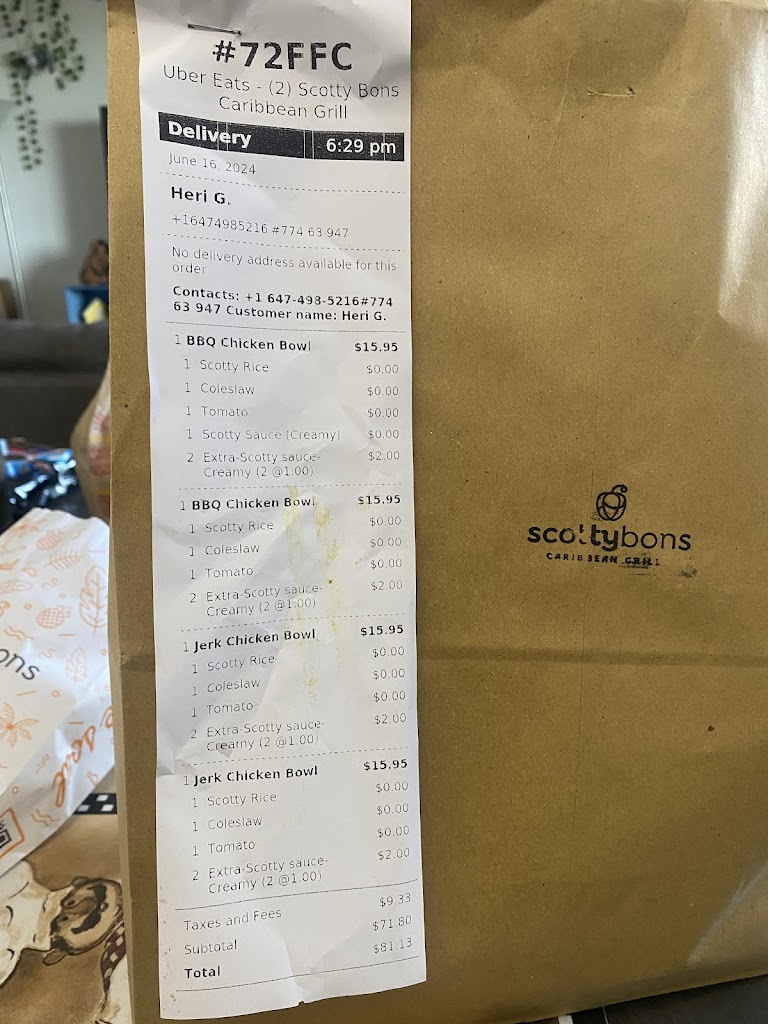 #72FFC
Uber Eats - (2) Scotty Bons
Caribbean Grill
Delivery 6:29 pm
June 16, 2024
Heri G.
+16474985216 #774 63 947
No delivery address available for this
order
Contacts: +1 647-498-5216#774
63 947 Customer name: Heri G.
1 BBQ Chicken Bowl $15.95
1 Scotty Rice $0.00
1 Coleslaw $0.00
1 Tomato $0.00
1 Scotty Sauce (Creamy) $0.00
2 Extra-Scotty sauce- $2.00
Creamy (2 @1.00)
1 BBQ Chicken Bowl $15.95
1 Scotty Rice $0.00
1 Coleslaw $0.00
1 Tomato $0.00
2 Extra-Scotty sauce- $2.00
Creamy (2 @1.00)
1 Jerk Chicken Bowl $15.95
1 Scotty Rice $0.00
1 Coleslaw $0.00
1 Tomato $0.00
2 Extra-Scotty sauce- $2.00
Creamy (2 @1.00)
1 Jerk Chicken Bowl $15.95
1 Scotty Rice $0.00
1 Coleslaw $0.00
1 Tomato $0.00
2 Extra-Scotty sauce- $2.00
Creamy (2 @1.00)
Taxes and Fees $9.33
Subtotal $71.80
Total $81.13
scottybons
CARIBBEAN GRILL
ons